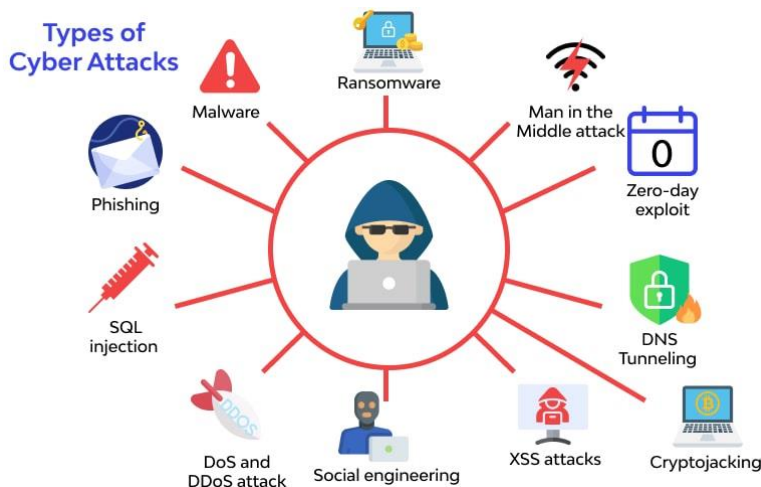 Types of
Cyber Attacks
Malware
Ransomware
Man in the
Middle attack
0
Zero-day
exploit
Phishing
SQL
injection
DNS
Tunneling
DDOS
DoS and
DDoS attack
Social engineering
XSS attacks
Cryptojacking